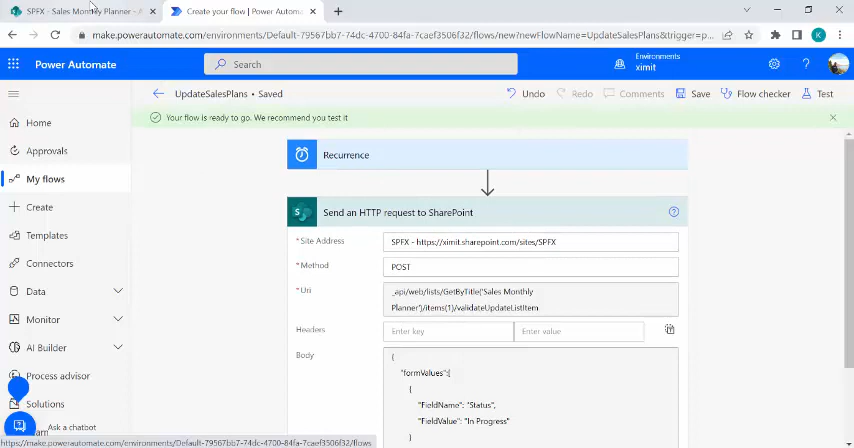 SPFX - Sales Monthly Planner - A
Create your flow | Power Automat
make.powerautomate.com/environments/Default-79567bb7-74dc-4700-84fa-7caef3506b32/flows/new?newFlowName=UpdateSalesPlans&trigger=p...
K
Power Automate
Search
Environments
ximit
UpdateSalesPlans • Saved
Undo
Redo
Comments
Save
Flow checker
Test
Your flow is ready to go. We recommend you test it
Home
Approvals
My flows
Create
Templates
Connectors
Data
Monitor
AI Builder
Process advisor
Solutions
Learn
Ask a chatbot
Recurrence
Send an HTTP request to SharePoint
* Site Address
SPFX - https://ximit.sharepoint.com/sites/SPFX
* Method
POST
* Uri
_api/web/lists/GetByTitle('Sales Monthly
Planner')/items(1)/validateUpdateListItem
Headers
Enter key
Enter value
Body
{
"formValues":[
{
"FieldName": "Status",
"FieldValue": "In Progress"
}
https://make.powerautomate.com/environments/Default-79567bb7-74dc-4700-84fa-7caef3506b32/flows